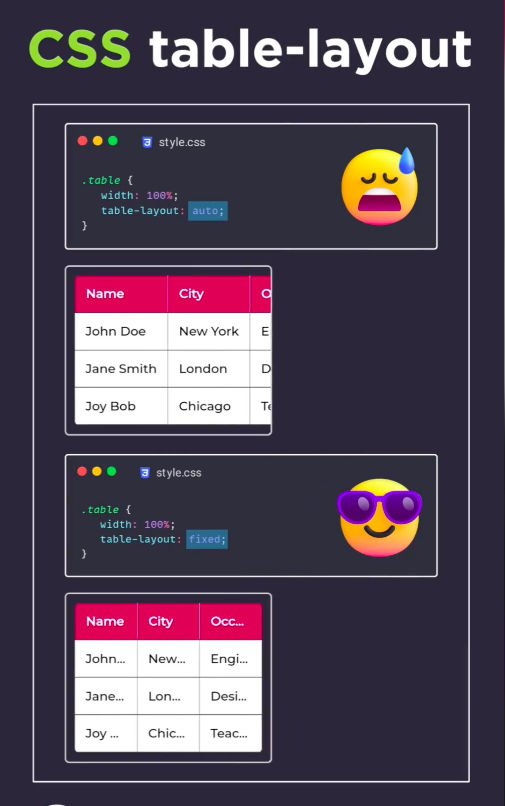 CSS table-layout
style.css
.table {
width: 100%;
table-layout: auto;
}
Name City O
John Doe New York E
Jane Smith London D
Joy Bob Chicago Te
style.css
.table {
width: 100%;
table-layout: fixed;
}
Name City Occ...
John... New... Engi...
Jane... Lon... Desi...
Joy ... Chic... Teac...